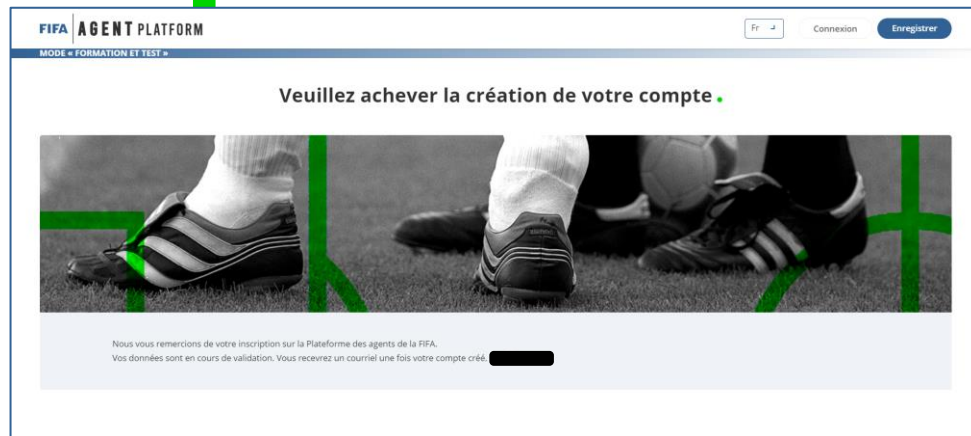 FIFA AGENT PLATFORM
Fr
Connexion
Enregistrer
MODE « FORMATION ET TEST »
Veuillez achever la création de votre compte.
Nous vous remercions de votre inscription sur la Plateforme des agents de la FIFA.
Vos données sont en cours de validation. Vous recevrez un courriel une fois votre compte créé.